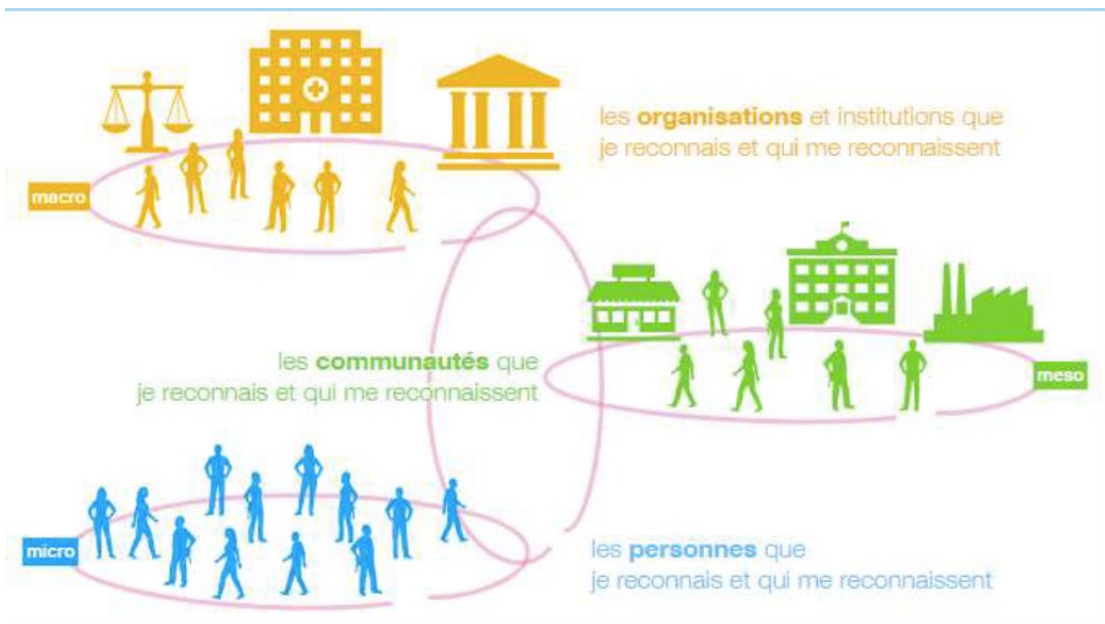 les organisations et institutions que
je reconnais et qui me reconnaissent
macro
les communautés que
je reconnais et qui me reconnaissent
meso
micro
les personnes que
je reconnais et qui me reconnaissent